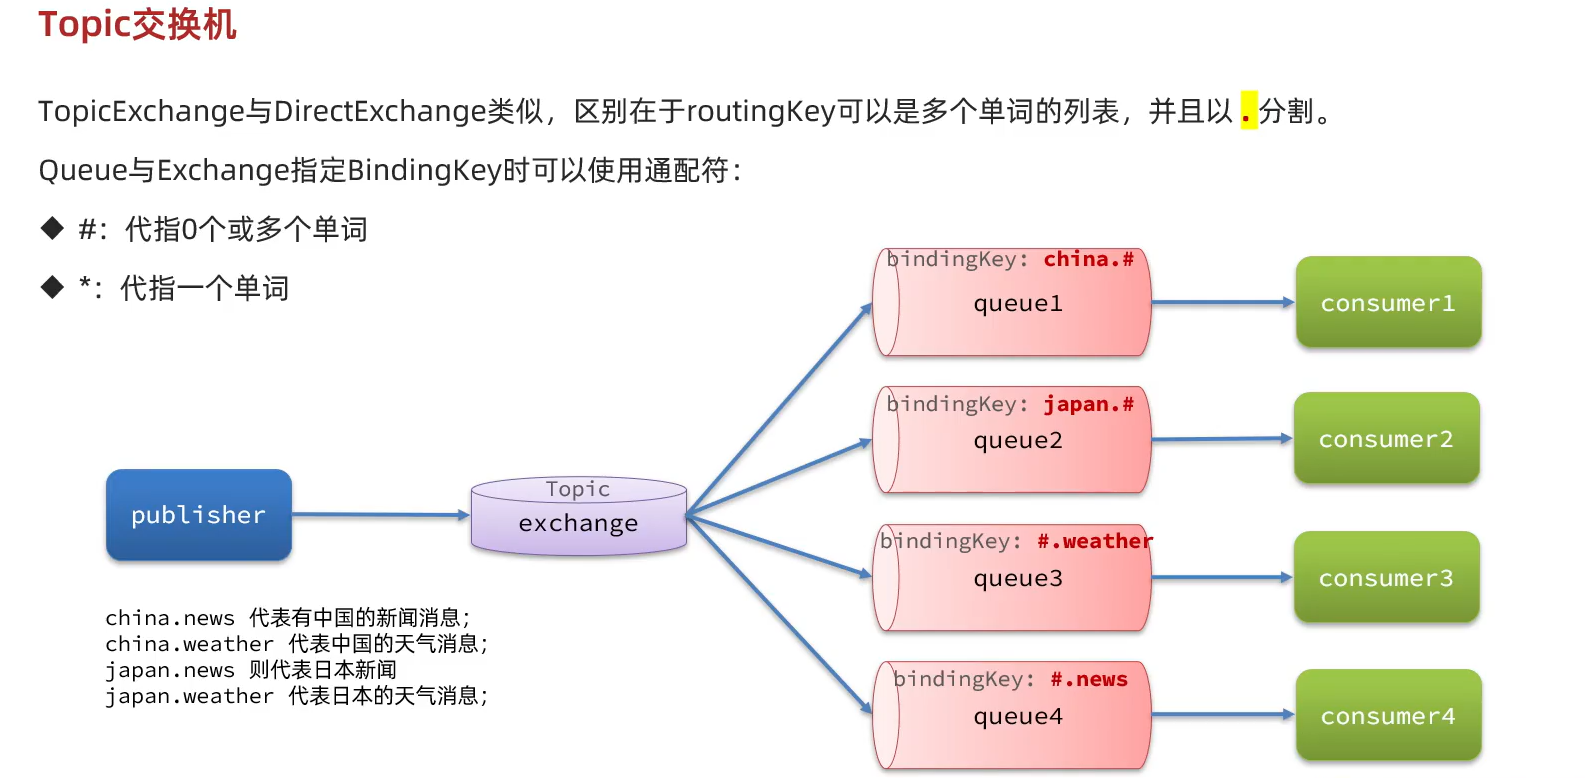 Topic交换机
TopicExchange与DirectExchange类似，区别在于routingKey可以是多个单词的列表，并且以 . 分割。
Queue与Exchange指定BindingKey时可以使用通配符：
◆ #：代指0个或多个单词
◆ *：代指一个单词
bindingKey: china.#
queue1
consumer1
bindingKey: japan.#
queue2
consumer2
publisher
Topic
exchange
bindingKey: #.weather
queue3
consumer3
bindingKey: #.news
queue4
consumer4
china.news 代表有中国的新闻消息;
china.weather 代表中国的天气消息;
japan.news 则代表日本新闻
japan.weather 代表日本的天气消息;